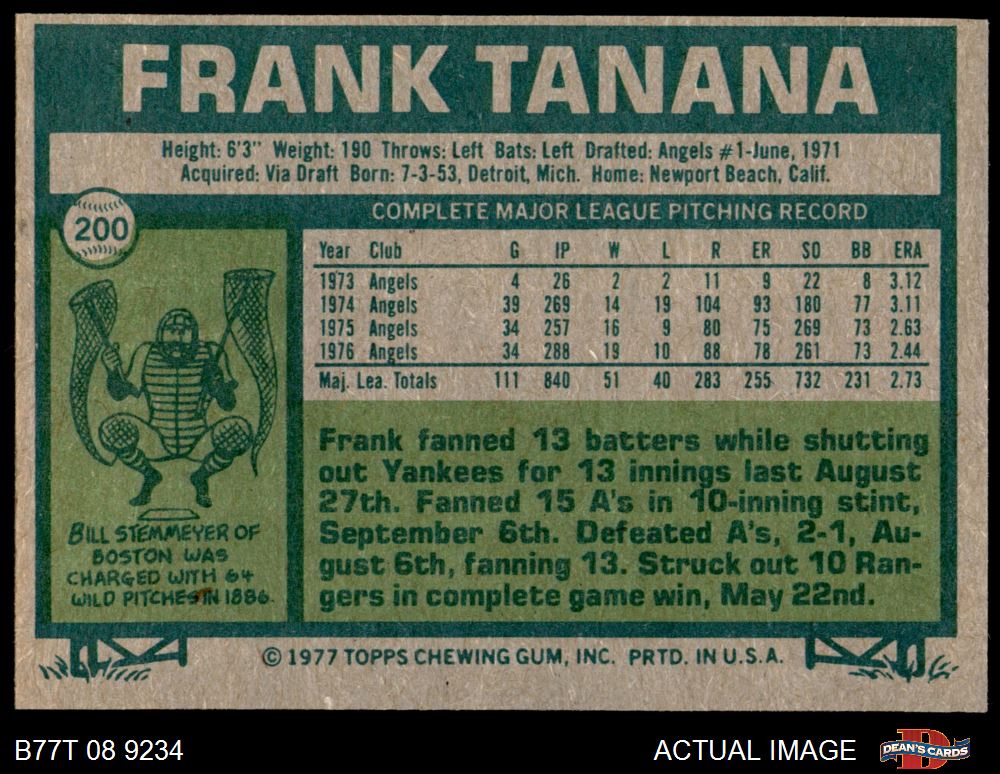 FRANK TANANA
Height: 6'3" Weight: 190 Throws: Left Bats: Left Drafted: Angels #1-June, 1971
Acquired: Via Draft Born: 7-3-53, Detroit, Mich. Home: Newport Beach, Calif.
200
COMPLETE MAJOR LEAGUE PITCHING RECORD
Year Club G IP W L R ER SO BB ERA
1973 Angels 4 26 2 2 11 9 22 8 3.12
1974 Angels 39 269 14 19 104 93 180 77 3.11
1975 Angels 34 257 16 9 80 75 269 73 2.63
1976 Angels 34 288 19 10 88 78 261 73 2.44
Maj. Lea. Totals 111 840 51 40 283 255 732 231 2.73
BILL STEMMEYER OF
BOSTON WAS
CHARGED WITH 64
WILD PITCHES IN 1886.
Frank fanned 13 batters while shutting
out Yankees for 13 innings last August
27th. Fanned 15 A's in 10-inning stint,
September 6th. Defeated A's, 2-1, Au-
gust 6th, fanning 13. Struck out 10 Ran-
gers in complete game win, May 22nd.
© 1977 TOPPS CHEWING GUM, INC. PRTD. IN U.S.A.
B77T 08 9234
ACTUAL IMAGE
DEAN'S CARDS